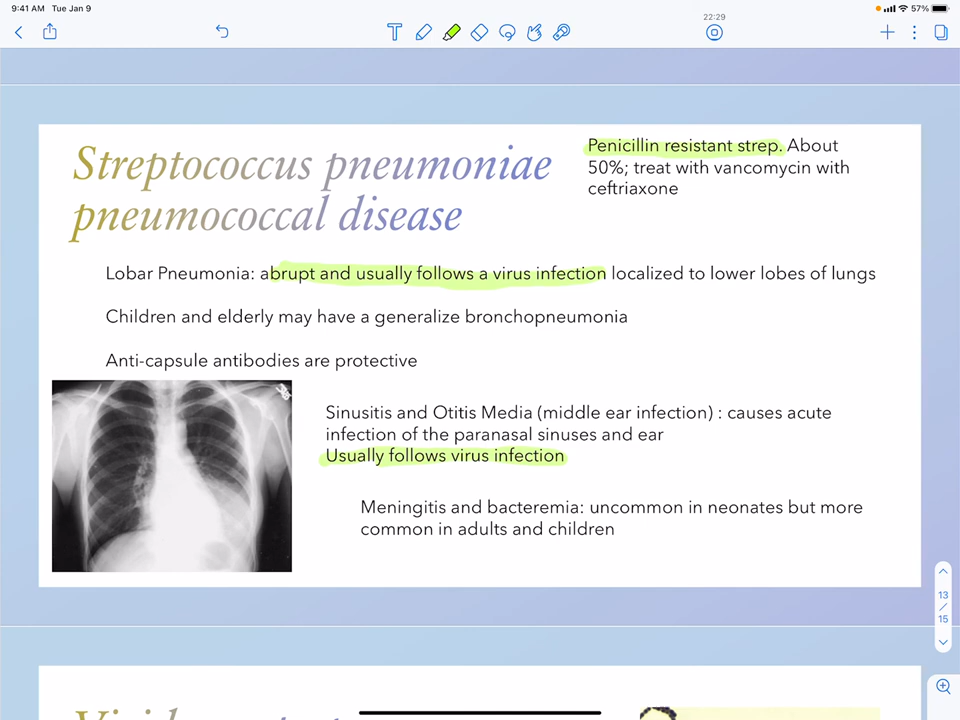 9:41 AM Tue Jan 9
57%
22:29
Streptococcus pneumoniae
pneumococcal disease
Penicillin resistant strep. About
50%; treat with vancomycin with
ceftriaxone
Lobar Pneumonia: abrupt and usually follows a virus infection localized to lower lobes of lungs
Children and elderly may have a generalize bronchopneumonia
Anti-capsule antibodies are protective
Sinusitis and Otitis Media (middle ear infection) : causes acute
infection of the paranasal sinuses and ear
Usually follows virus infection
Meningitis and bacteremia: uncommon in neonates but more
common in adults and children
13
/
15